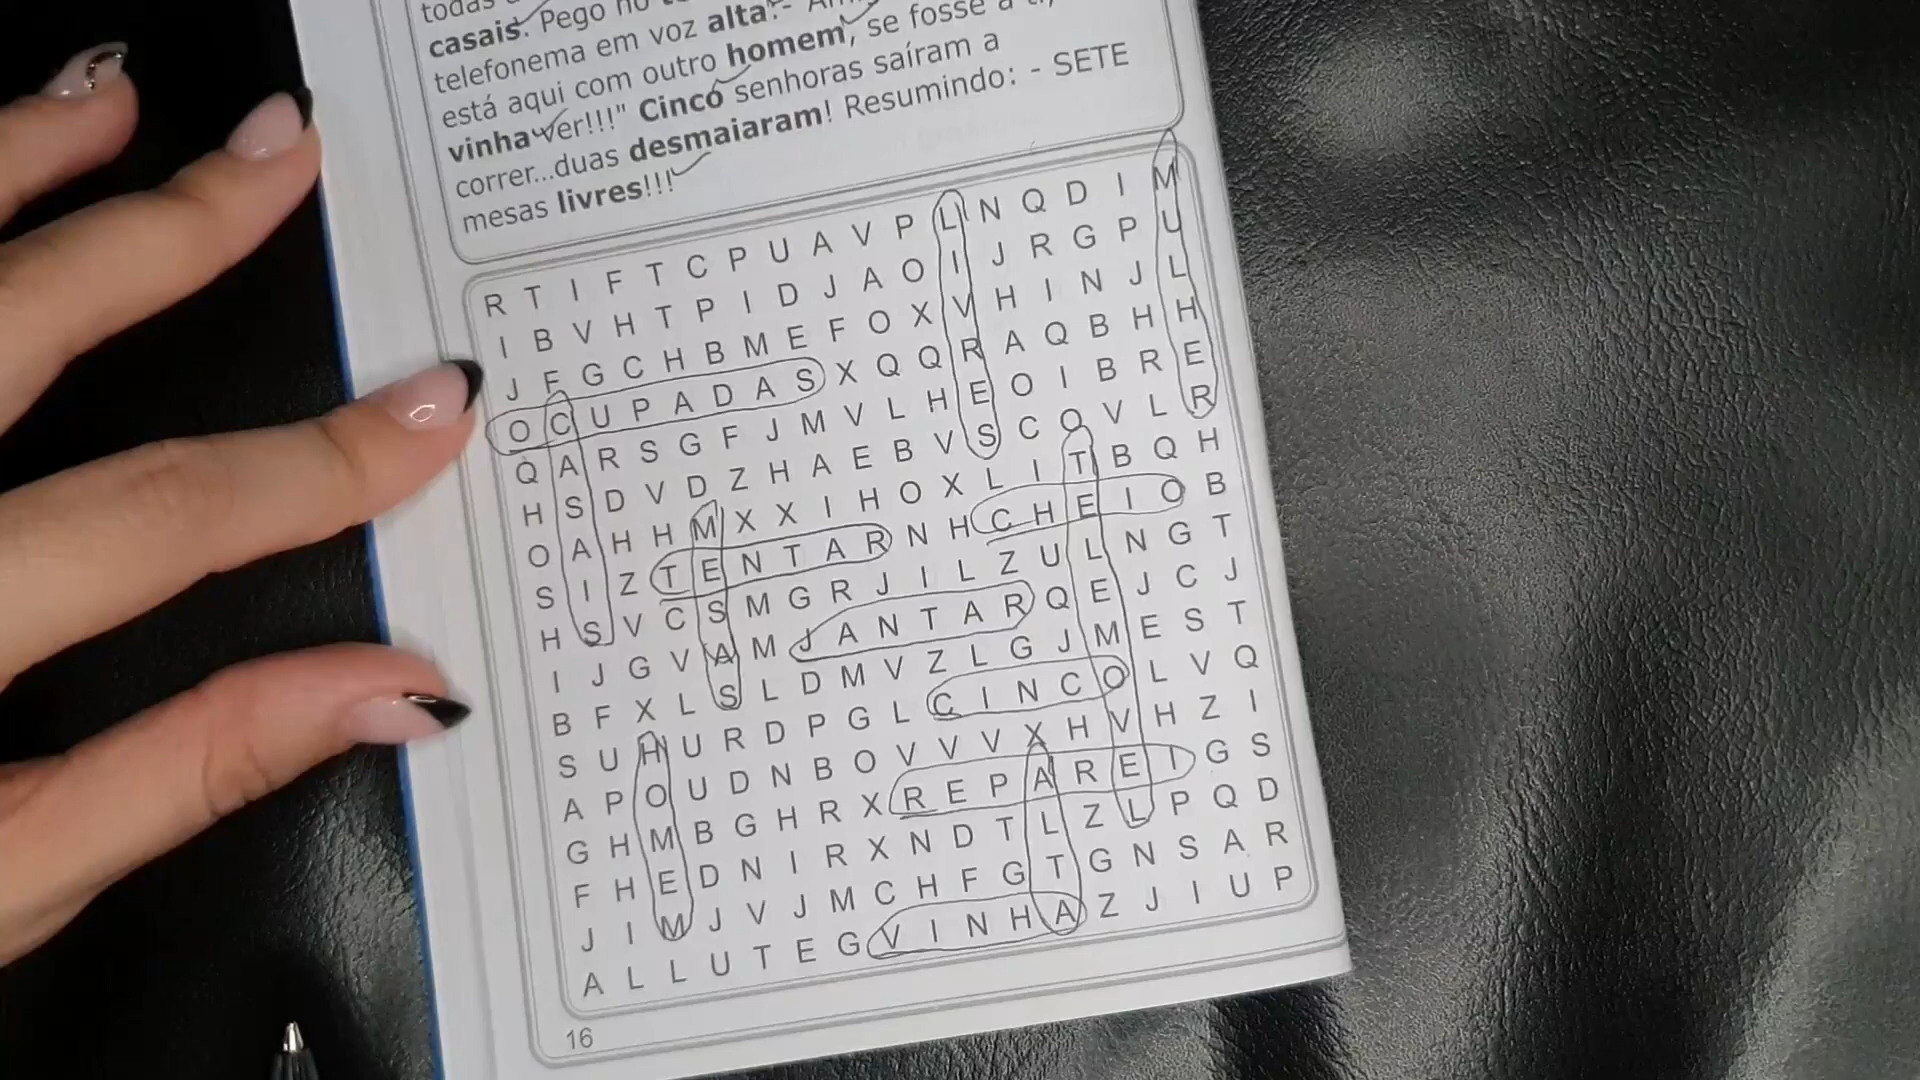 todas
casais. Pego no
telefonema em voz alta:-
está aqui com outro homem, se fosse a
vinha ver!!!" Cinco senhoras saíram a
correr...duas desmaiaram! Resumindo: - SETE
mesas livres!!!
R T I F T C P U A V P L N Q D I M
I B V H T P I D J A O I J R G P U
J F G C H B M E F O X V H I N J L
O C U P A D A S X Q Q R A Q B H H
Q A R S G F J M V L H E O I B R E
H S D V D Z H A E B V S C O V L R
O A H H M X X I H O X L I T B Q H
S I Z T E N T A R N H C H E I O B
H S V C S M G R J I L Z U L N G T
I J G V A M J A N T A R Q E J C J
B F X L S L D M V Z L G J M E S T
S U H U R D P G L C I N C O L V Q
A P O U D N B O V V V X H V H Z I
G H M B G H R X R E P A R E I G S
F H E D N I R X N D T L Z L P Q D
J I M J V J M C H F G T G N S A R
A L L U T E G V I N H A Z J I U P
16